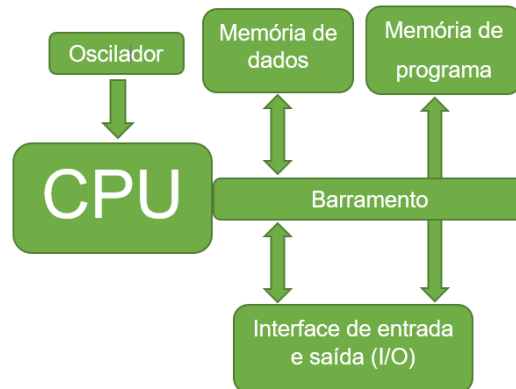 Oscilador
Memória de
dados
Memória de
programa
CPU
Barramento
Interface de entrada
e saída (I/O)